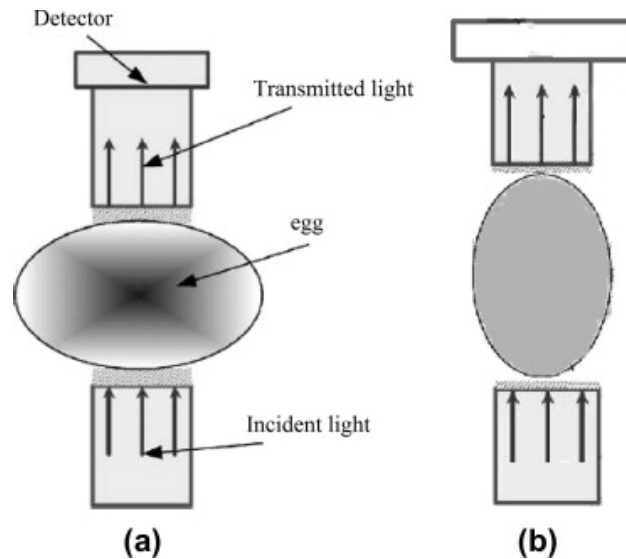 Detector
Transmitted light
egg
Incident light
(a)
(b)